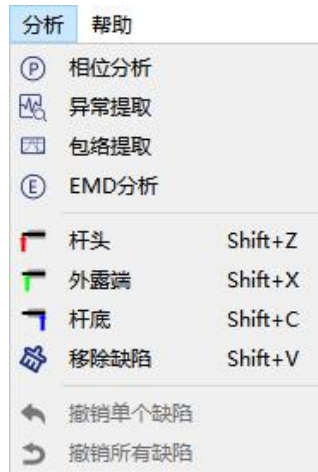 分析 帮助
相位分析
异常提取
包络提取
EMD分析
杆头 Shift+Z
外露端 Shift+X
杆底 Shift+C
移除缺陷 Shift+V
撤销单个缺陷
撤销所有缺陷